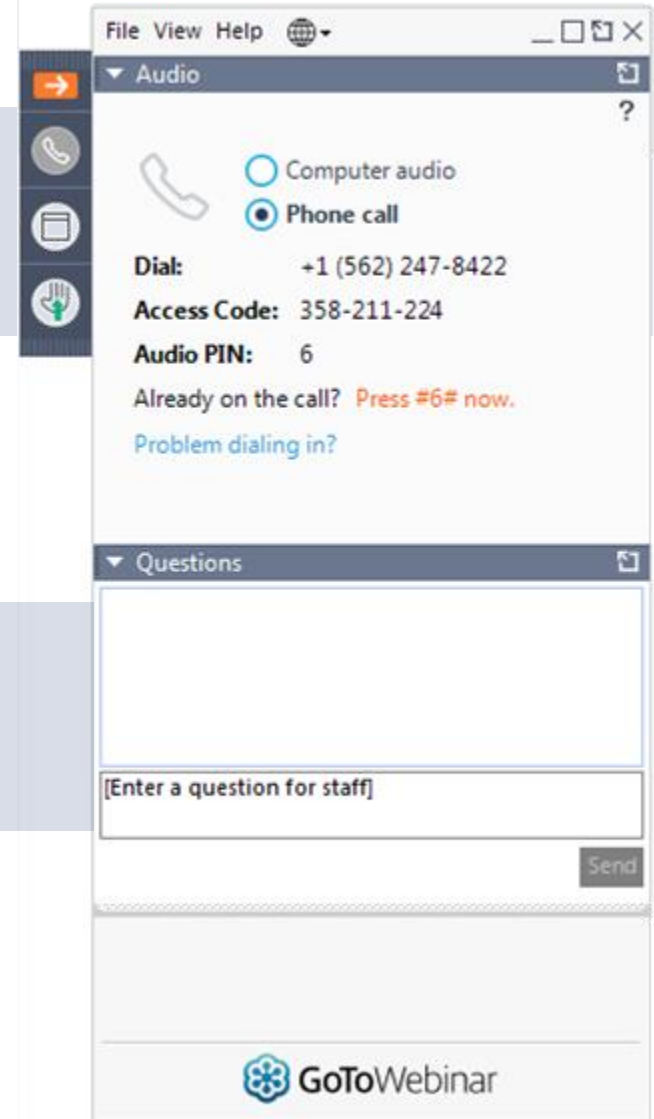 File View Help
Audio
?
Computer audio
Phone call
Dial: +1 (562) 247-8422
Access Code: 358-211-224
Audio PIN: 6
Already on the call? Press #6# now.
Problem dialing in?
Questions
[Enter a question for staff]
Send
GoToWebinar